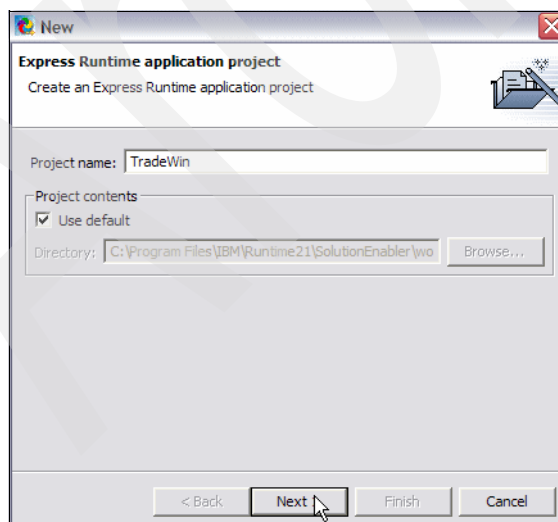 New
Express Runtime application project
Create an Express Runtime application project
Project name: TradeWin
Project contents
Use default
Directory: C:\Program Files\IBM\Runtime21\SolutionEnabler\wo Browse...
< Back Next > Finish Cancel